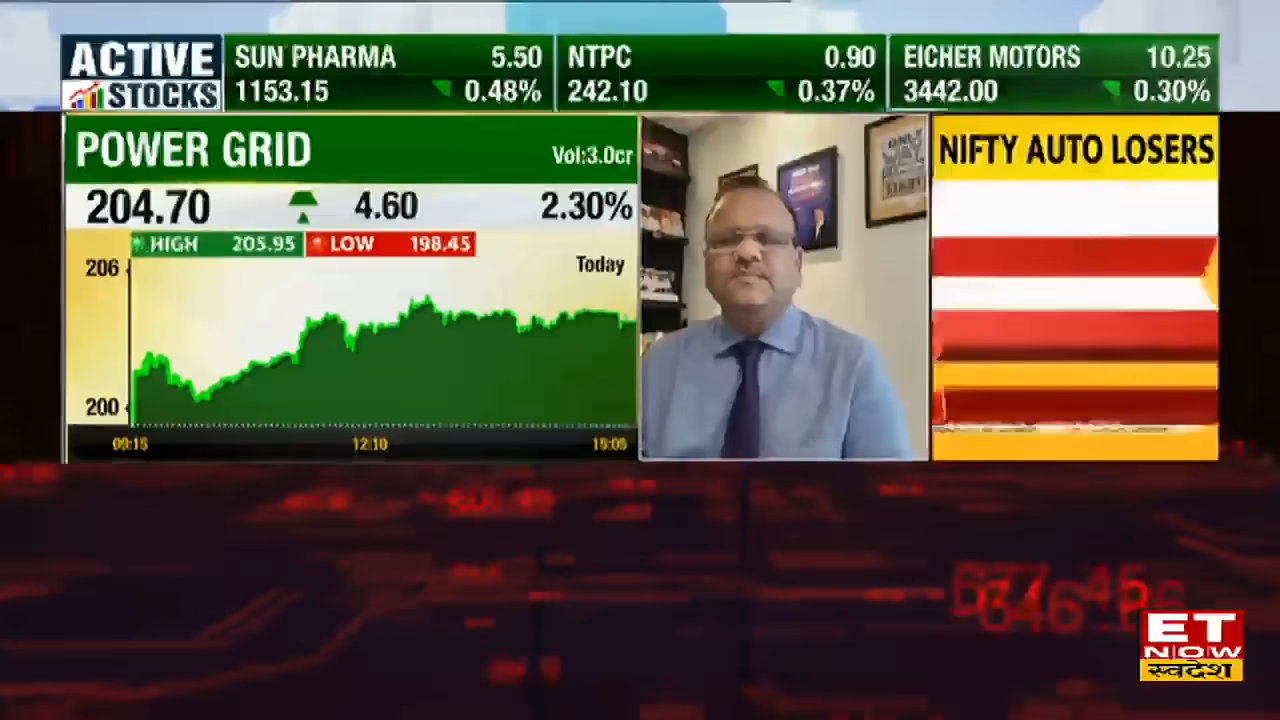 ACTIVE STOCKS
SUN PHARMA 5.50
1153.15 0.48%
NTPC 0.90
242.10 0.37%
EICHER MOTORS 10.25
3442.00 0.30%
POWER GRID Vol:3.0cr
204.70 4.60 2.30%
HIGH 205.95 LOW 198.45
Today
206
200
09:15 12:10 15:05
NIFTY AUTO LOSERS
ET
NOW
स्वदेश